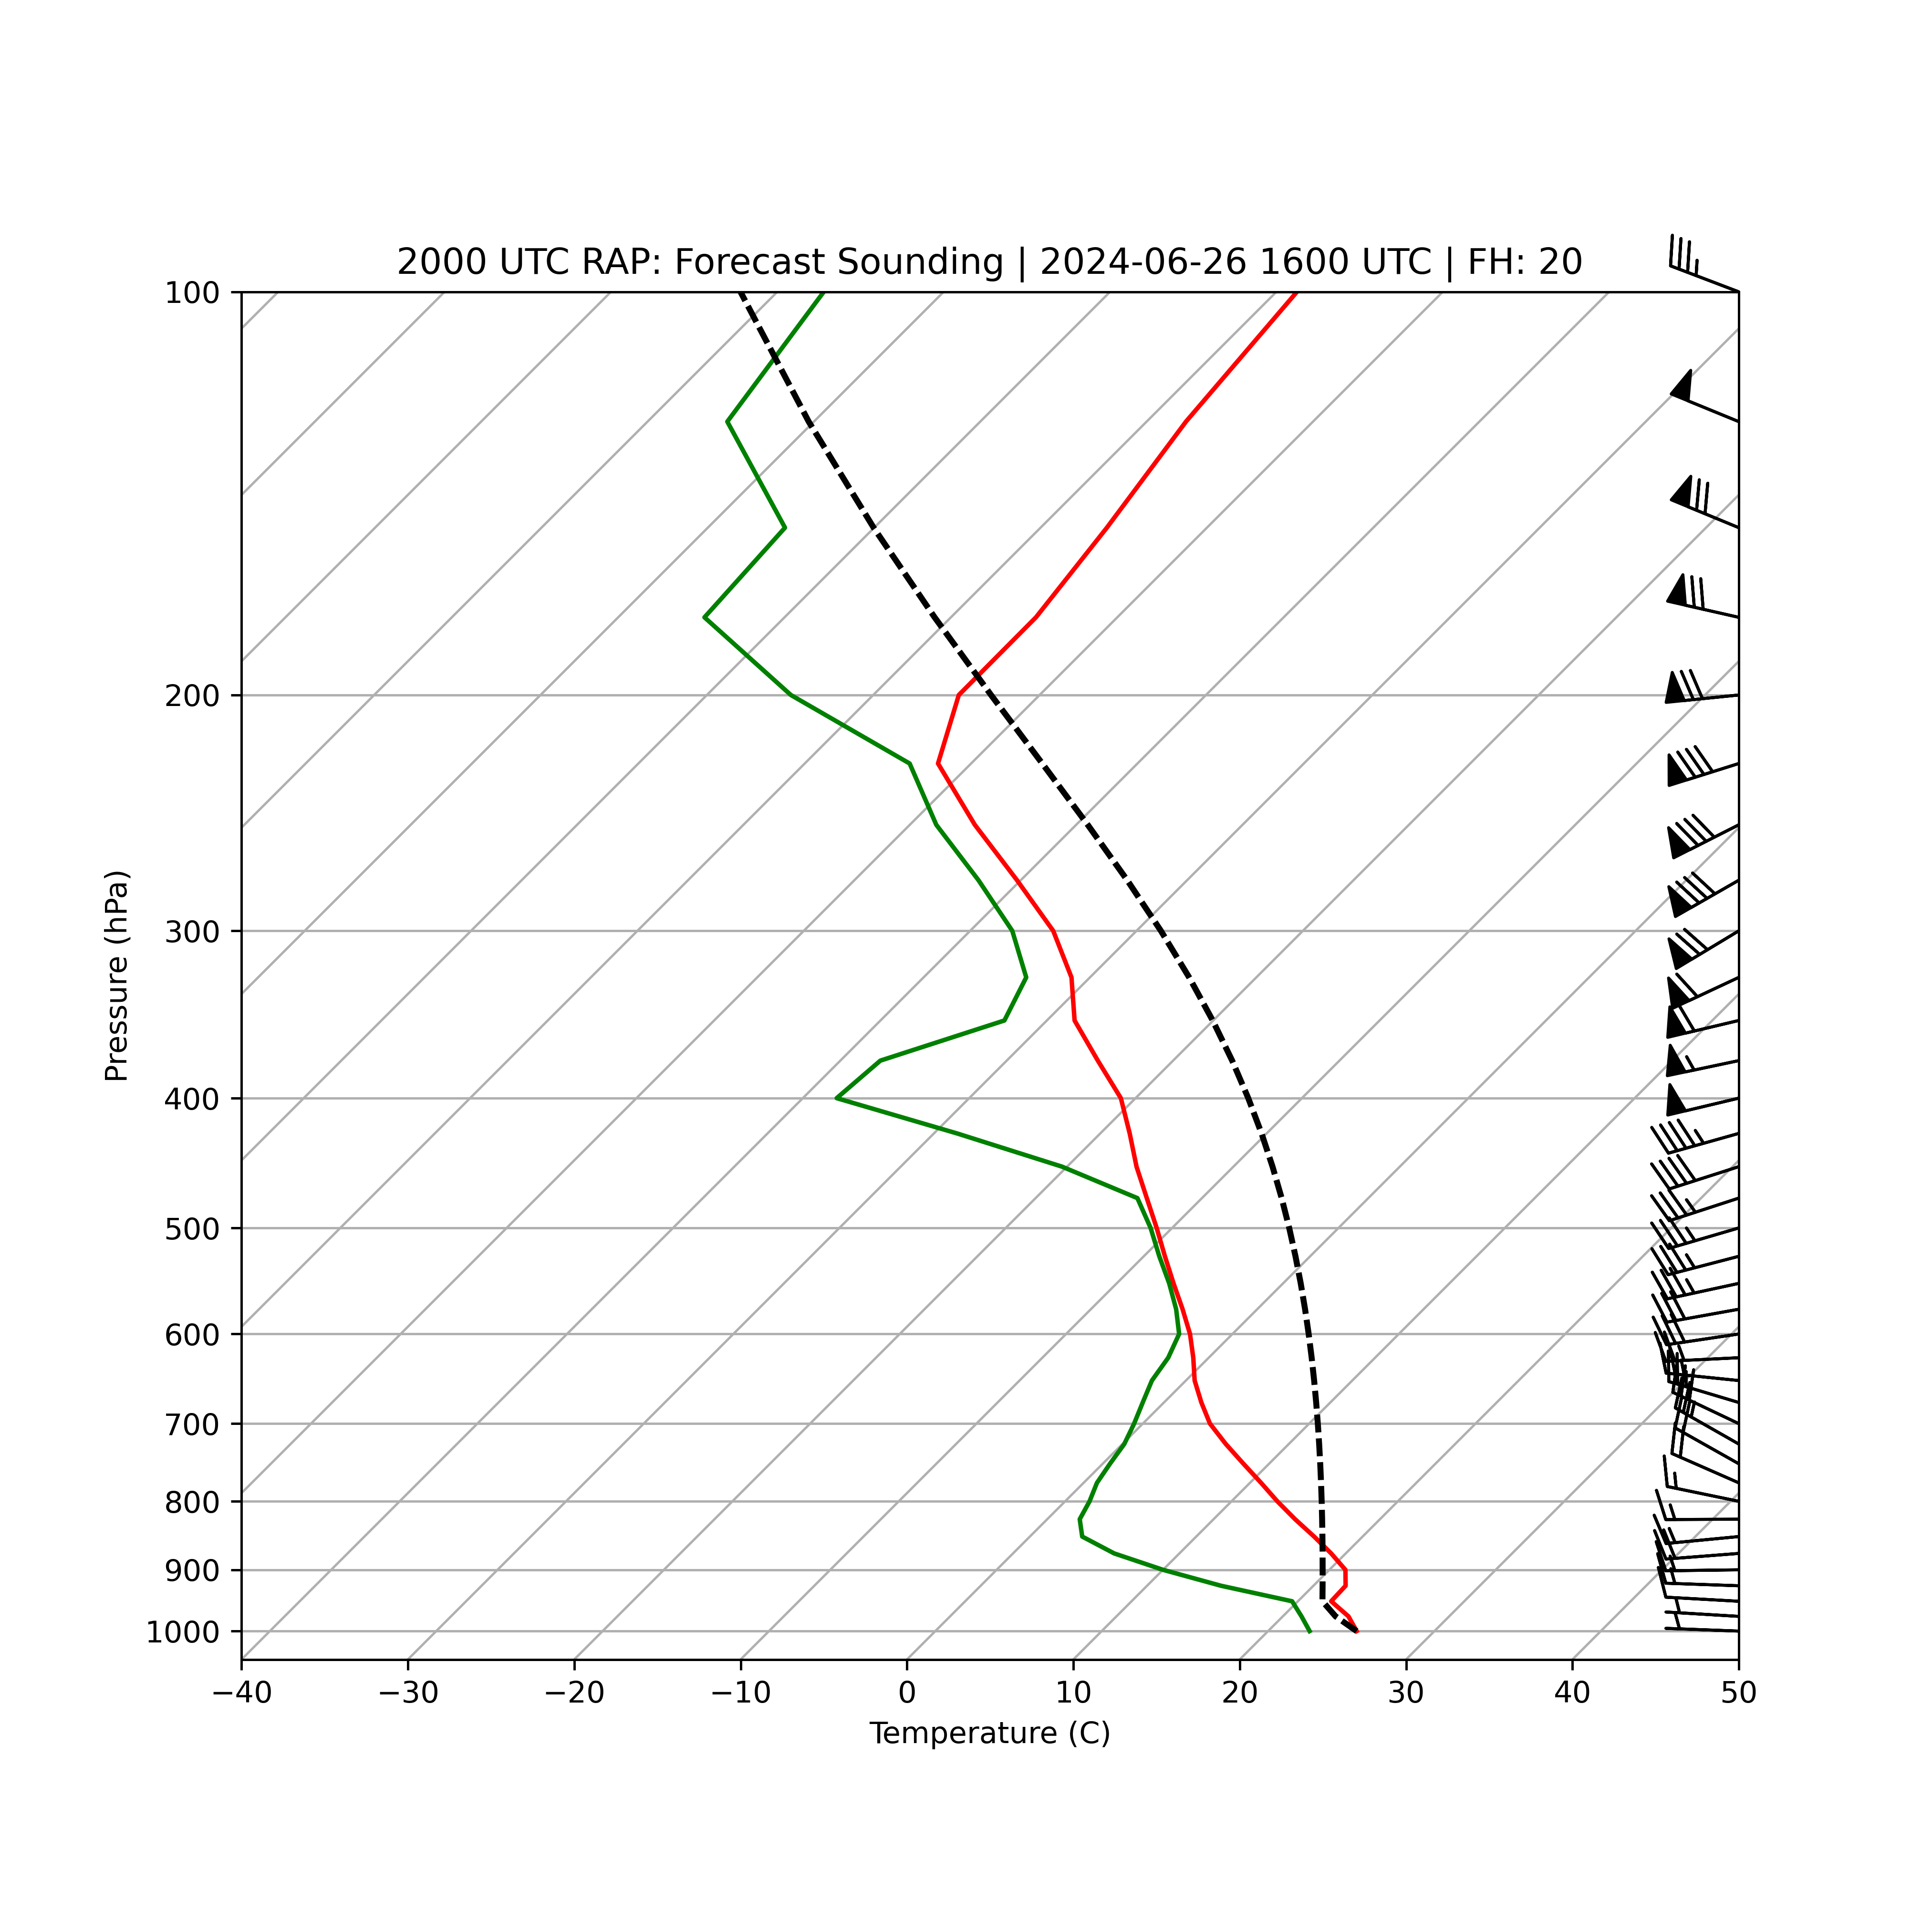 2000 UTC RAP: Forecast Sounding | 2024-06-26 1600 UTC | FH: 20
100
200
300
400
500
600
700
800
900
1000
Pressure (hPa)
−40 −30 −20 −10 0 10 20 30 40 50
Temperature (C)